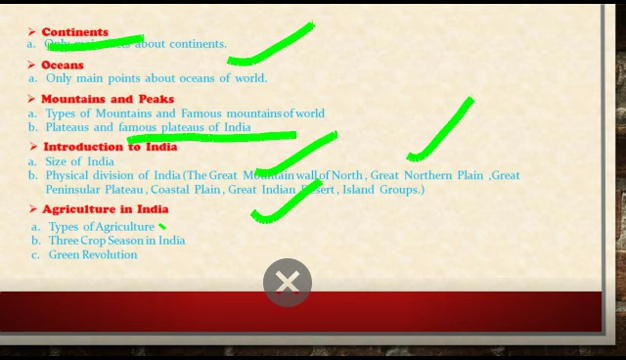 Continents
a. Only main points about continents.
Oceans
a. Only main points about oceans of world.
Mountains and Peaks
a. Types of Mountains and Famous mountains of world
b. Plateaus and famous plateaus of India
Introduction to India
a. Size of India
b. Physical division of India (The Great Mountain wall of North , Great Northern Plain ,Great
Peninsular Plateau , Coastal Plain , Great Indian Desert , Island Groups.)
Agriculture in India
a. Types of Agriculture
b. Three Crop Season in India
c. Green Revolution